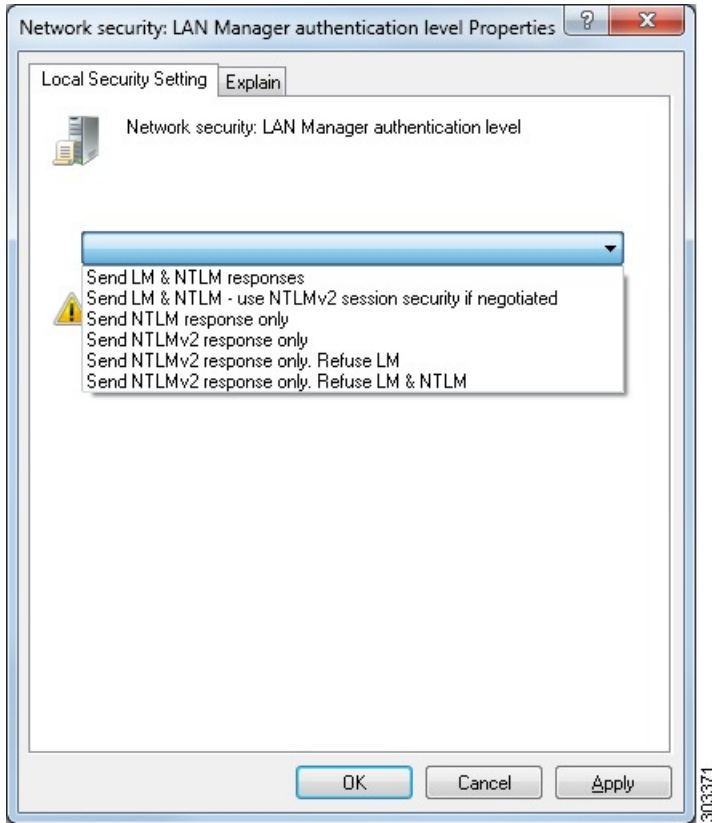 Network security: LAN Manager authentication level Properties
Local Security Setting
Explain
Network security: LAN Manager authentication level
Send LM & NTLM responses
Send LM & NTLM - use NTLMv2 session security if negotiated
Send NTLM response only
Send NTLMv2 response only
Send NTLMv2 response only. Refuse LM
Send NTLMv2 response only. Refuse LM & NTLM
OK
Cancel
Apply
303371